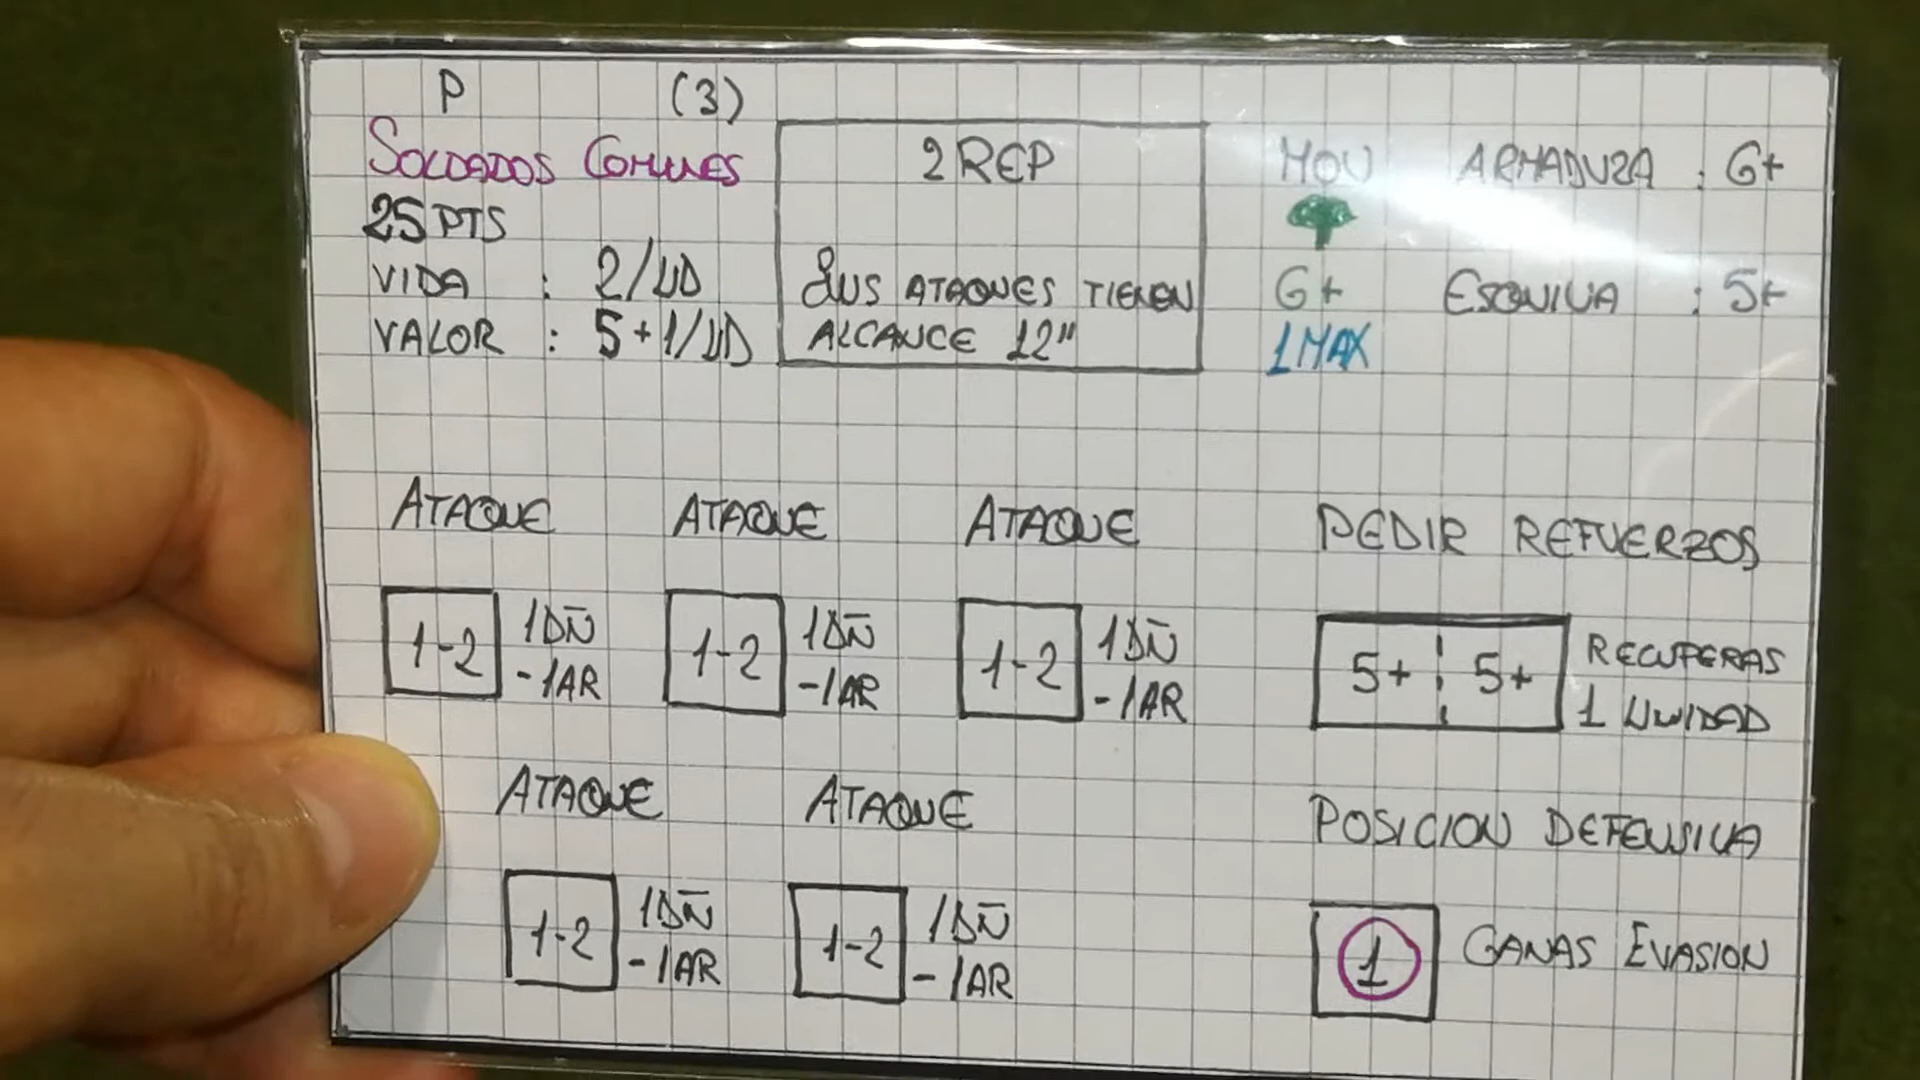 P (3)
SOLDADOS COMUNES
25 PTS
VIDA : 2/UD
VALOR : 5+1/UD
2 REP
SUS ATAQUES TIENEN
ALCANCE 12"
MOV
6+
1 MAX
ARMADURA : 6+
ESQUIVA : 5+
ATAQUE
1-2 1DÑ
-1AR
ATAQUE
1-2 1DÑ
-1AR
ATAQUE
1-2 1DÑ
-1AR
PEDIR REFUERZOS
5+ 5+ RECUPERAS
1 UNIDAD
ATAQUE
1-2 1DÑ
-1AR
ATAQUE
1-2 1DÑ
-1AR
POSICION DEFENSIVA
1 GANAS EVASION